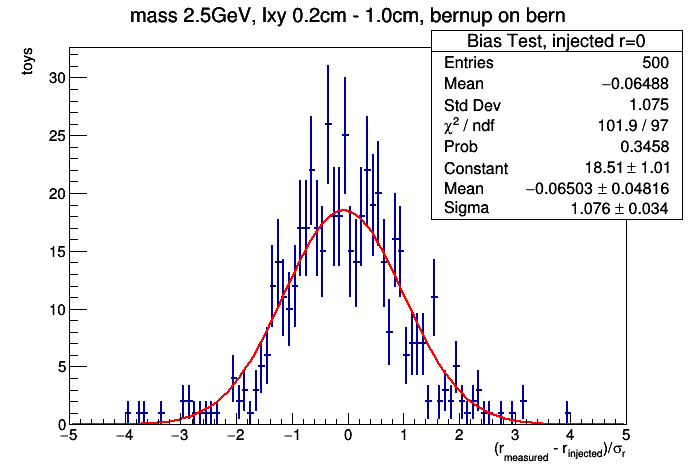 mass 2.5GeV, lxy 0.2cm - 1.0cm, bernup on bern
Bias Test, injected r=0
Entries 500
Mean −0.06488
Std Dev 1.075
χ² / ndf 101.9 / 97
Prob 0.3458
Constant 18.51 ± 1.01
Mean −0.06503 ± 0.04816
Sigma 1.076 ± 0.034
toys
30
25
20
15
10
5
0
−5 −4 −3 −2 −1 0 1 2 3 4 5
(r_measured - r_injected)/σ_r